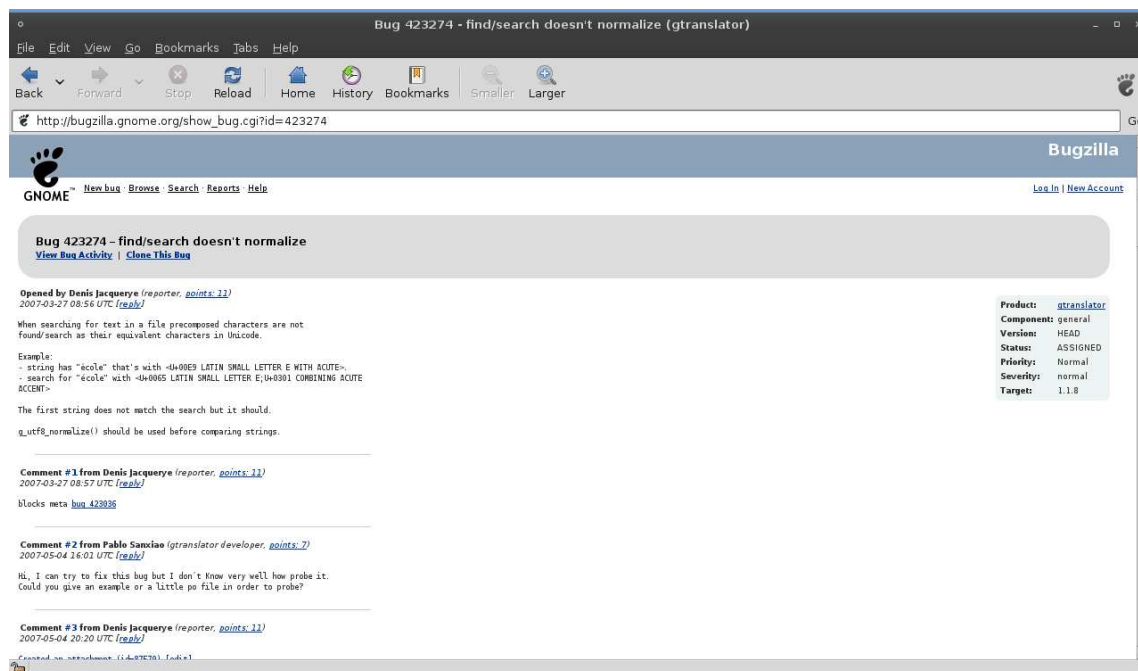 Bug 423274 - find/search doesn't normalize (gtranslator)
File Edit View Go Bookmarks Tabs Help
Back Forward Stop Reload Home History Bookmarks Smaller Larger
http://bugzilla.gnome.org/show_bug.cgi?id=423274
Bugzilla
GNOME™ New bug · Browse · Search · Reports · Help
Log In | New Account
Bug 423274 – find/search doesn't normalize
View Bug Activity | Clone This Bug
Opened by Denis Jacquerye (reporter, points: 11)
2007-03-27 08:56 UTC [reply]
When searching for text in a file precomposed characters are not
found/search as their equivalent characters in Unicode.
Example:
- string has "école" that's with <U+00E9 LATIN SMALL LETTER E WITH ACUTE>.
- search for "école" with <U+0065 LATIN SMALL LETTER E;U+0301 COMBINING ACUTE
ACCENT>
The first string does not match the search but it should.
g_utf8_normalize() should be used before comparing strings.
Comment #1 from Denis Jacquerye (reporter, points: 11)
2007-03-27 08:57 UTC [reply]
blocks meta bug 423036
Comment #2 from Pablo Sanxiao (gtranslator developer, points: 7)
2007-05-04 16:01 UTC [reply]
Hi, I can try to fix this bug but I don't Know very well how probe it.
Could you give an example or a little po file in order to probe?
Comment #3 from Denis Jacquerye (reporter, points: 11)
2007-05-04 20:20 UTC [reply]
Created an attachment (id=87579) [edit]
Product: gtranslator
Component: general
Version: HEAD
Status: ASSIGNED
Priority: Normal
Severity: normal
Target: 1.1.8